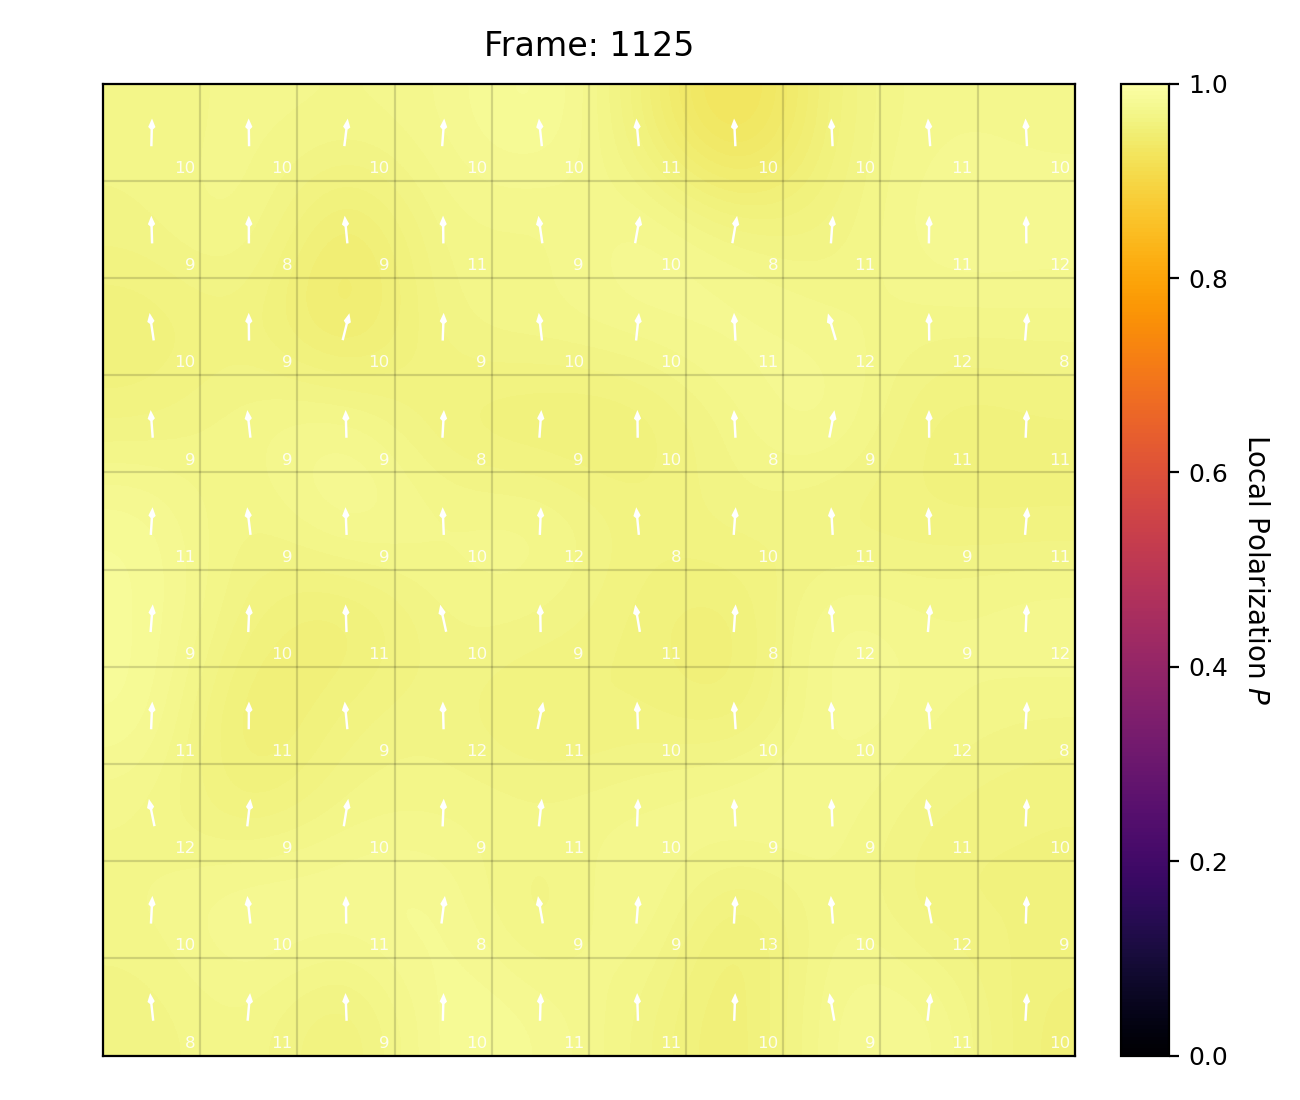 Frame: 1125
10 10 10 10 10 11 10 10 11 10
9 8 9 11 9 10 8 11 11 12
10 9 10 9 10 10 11 12 12 8
9 9 9 8 9 10 8 9 11 11
11 9 9 10 12 8 10 11 9 11
9 10 11 10 9 11 8 12 9 12
11 11 9 12 11 10 10 10 12 8
12 9 10 9 11 10 9 9 11 10
10 10 11 8 9 9 13 10 12 9
8 11 9 10 11 11 10 9 11 10
1.0
0.8
0.6
0.4
0.2
0.0
Local Polarization P